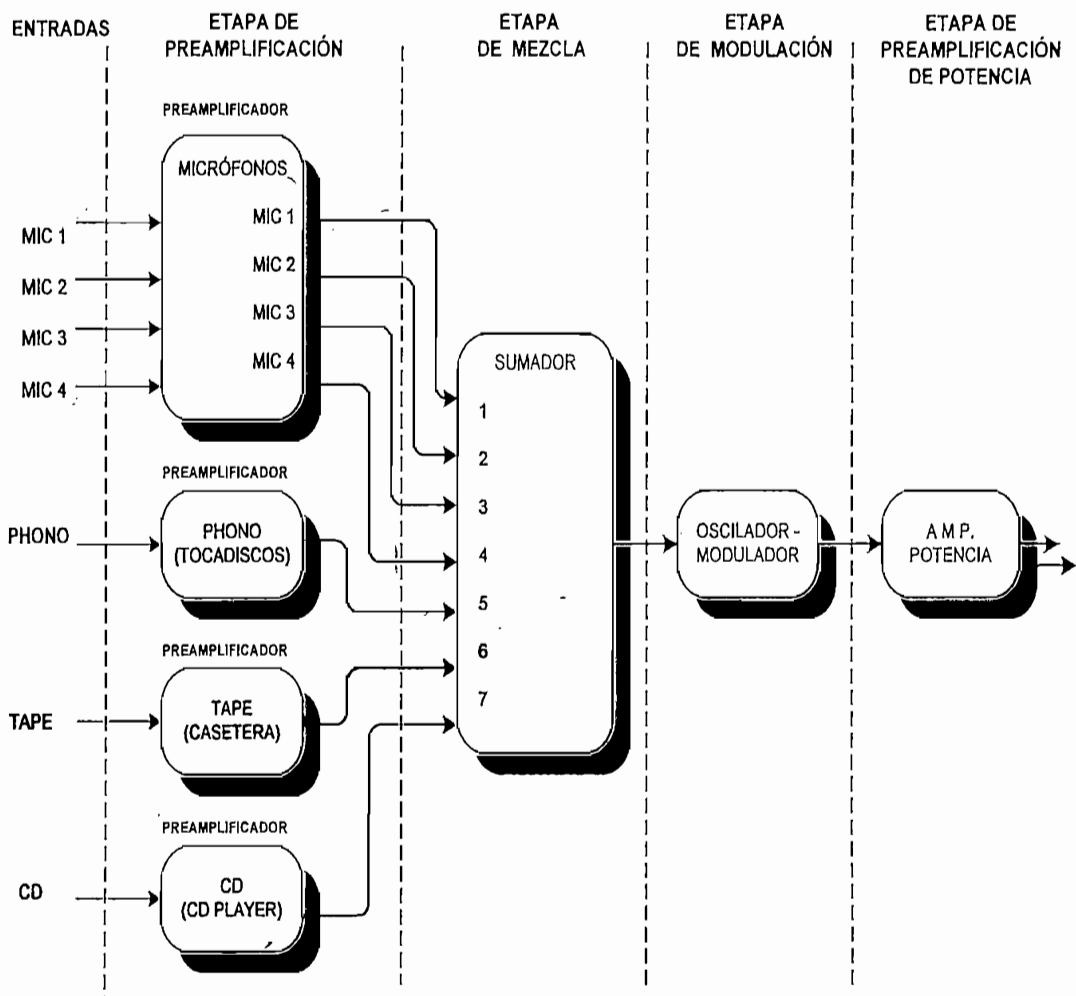 ENTRADAS
ETAPA DE
PREAMPLIFICACIÓN
ETAPA
DE MEZCLA
ETAPA
DE MODULACIÓN
ETAPA DE
PREAMPLIFICACIÓN
DE POTENCIA
PREAMPLIFICADOR
MICRÓFONOS
MIC 1
MIC 2
MIC 3
MIC 4
MIC 1
MIC 2
MIC 3
MIC 4
PREAMPLIFICADOR
PHONO
PHONO
(TOCADISCOS)
PREAMPLIFICADOR
TAPE
TAPE
(CASETERA)
PREAMPLIFICADOR
CD
CD
(CD PLAYER)
SUMADOR
1
2
3
4
5
6
7
OSCILADOR -
MODULADOR
A M P.
POTENCIA